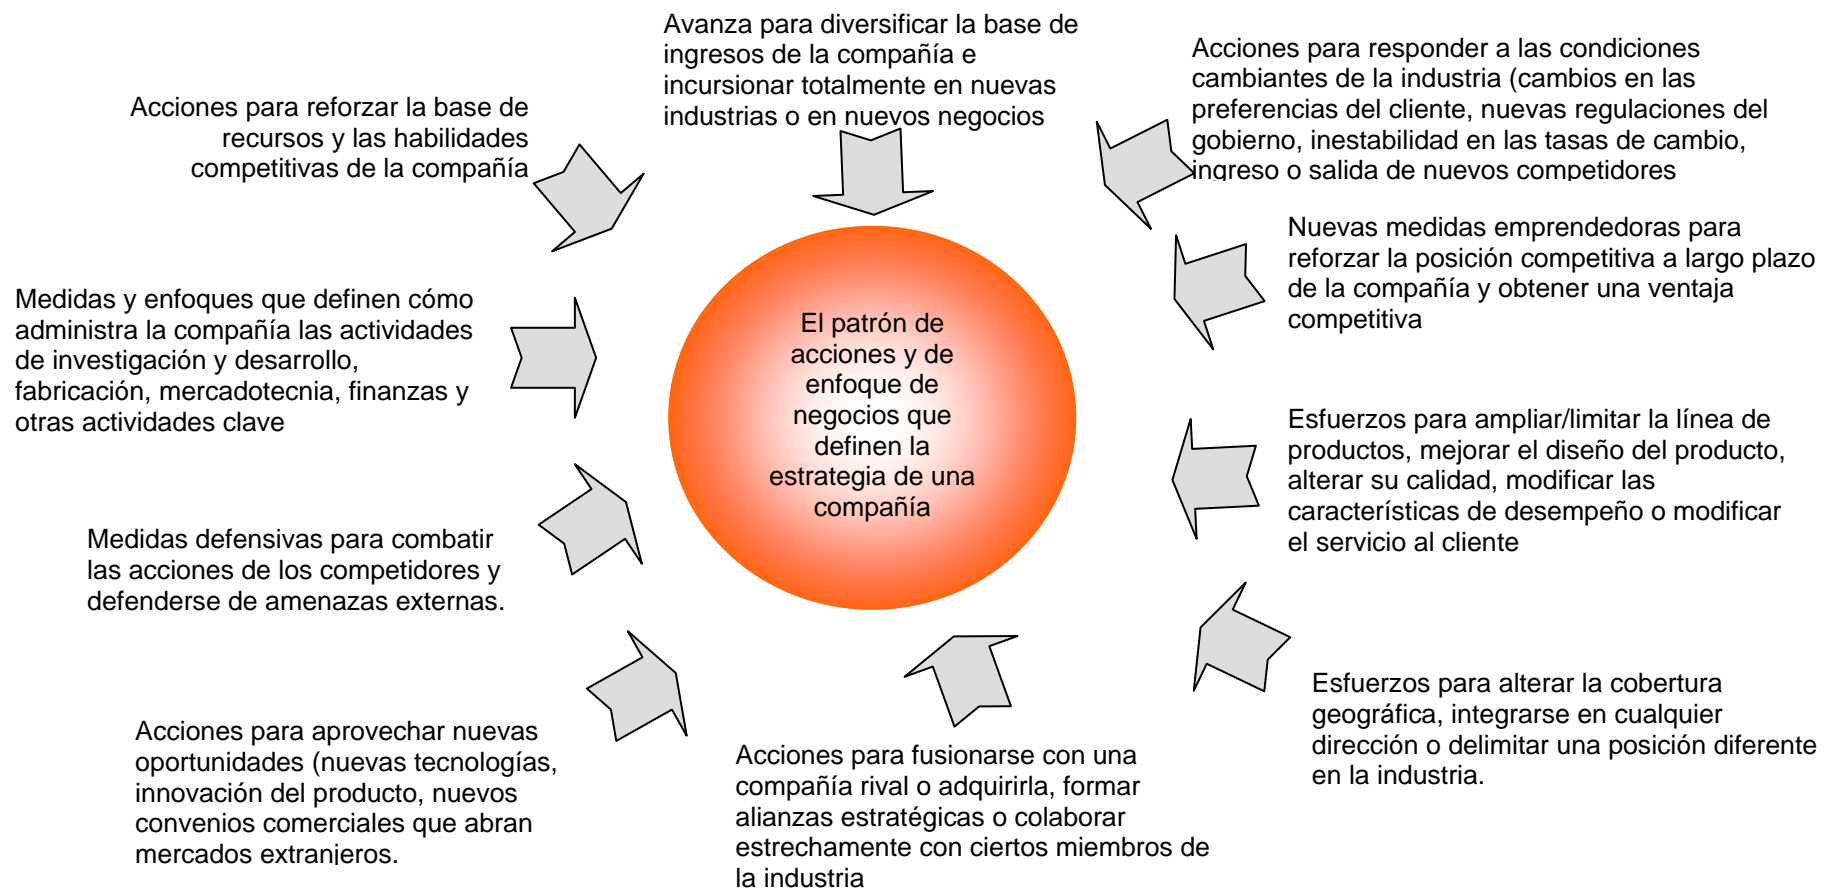 Avanza para diversificar la base de
ingresos de la compañía e
incursionar totalmente en nuevas
industrias o en nuevos negocios
Acciones para responder a las condiciones
cambiantes de la industria (cambios en las
preferencias del cliente, nuevas regulaciones del
gobierno, inestabilidad en las tasas de cambio,
ingreso o salida de nuevos competidores
Nuevas medidas emprendedoras para
reforzar la posición competitiva a largo plazo
de la compañía y obtener una ventaja
competitiva
Esfuerzos para ampliar/limitar la línea de
productos, mejorar el diseño del producto,
alterar su calidad, modificar las
características de desempeño o modificar
el servicio al cliente
Esfuerzos para alterar la cobertura
geográfica, integrarse en cualquier
dirección o delimitar una posición diferente
en la industria.
Acciones para fusionarse con una
compañía rival o adquirirla, formar
alianzas estratégicas o colaborar
estrechamente con ciertos miembros de
la industria
Acciones para aprovechar nuevas
oportunidades (nuevas tecnologías,
innovación del producto, nuevos
convenios comerciales que abran
mercados extranjeros.
Medidas defensivas para combatir
las acciones de los competidores y
defenderse de amenazas externas.
Medidas y enfoques que definen cómo
administra la compañía las actividades
de investigación y desarrollo,
fabricación, mercadotecnia, finanzas y
otras actividades clave
Acciones para reforzar la base de
recursos y las habilidades
competitivas de la compañía
El patrón de
acciones y de
enfoque de
negocios que
definen la
estrategia de una
compañía